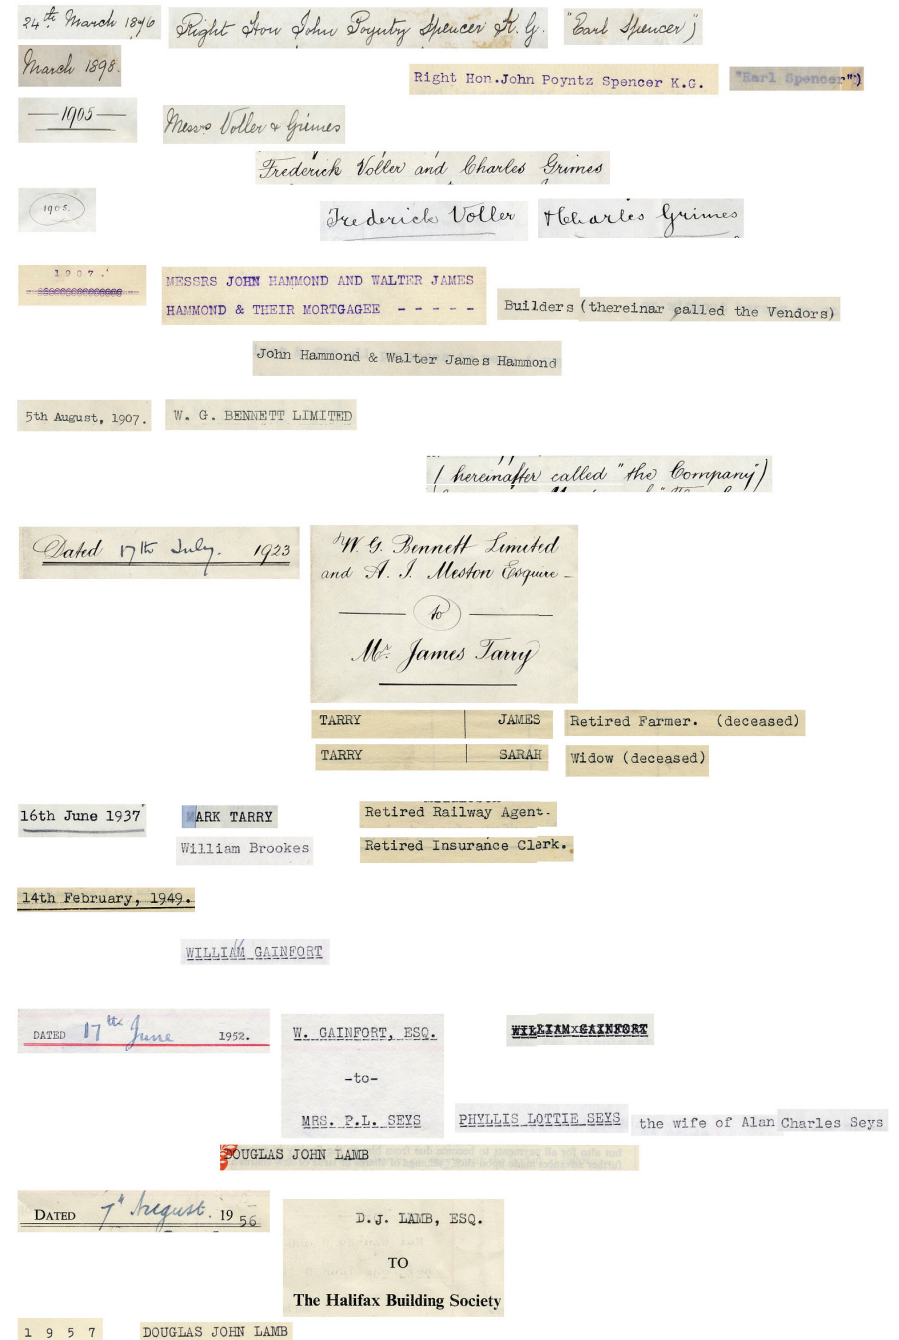 24th March 1896 Right Hon John Poyntz Spencer K.G. "Earl Spencer")
March 1898.
Right Hon.John Poyntz Spencer K.G. "Earl Spencer")
1905 Messrs Voller & Grimes
Frederick Voller and Charles Grimes
1905. Frederick Voller & Charles Grimes
1907. MESSRS JOHN HAMMOND AND WALTER JAMES
HAMMOND & THEIR MORTGAGEE - - - - - Builders (thereinar called the Vendors)
John Hammond & Walter James Hammond
5th August, 1907. W. G. BENNETT LIMITED
(hereinafter called "the Company")
Dated 17th July. 1923 W. G. Bennett Limited
and A. J. Meston Esquire
to
Mr. James Tarry
TARRY JAMES Retired Farmer. (deceased)
TARRY SARAH Widow (deceased)
16th June 1937 MARK TARRY Retired Railway Agent.
William Brookes Retired Insurance Clerk.
14th February, 1949.
WILLIAM GAINFORT
DATED 17th June 1952. W. GAINFORT, ESQ. WILLIAM GAINFORT
-to-
MRS. P.L. SEYS PHYLLIS LOTTIE SEYS the wife of Alan Charles Seys
DOUGLAS JOHN LAMB
DATED 7th August. 1956 D.J. LAMB, ESQ.
TO
The Halifax Building Society
1 9 5 7 DOUGLAS JOHN LAMB